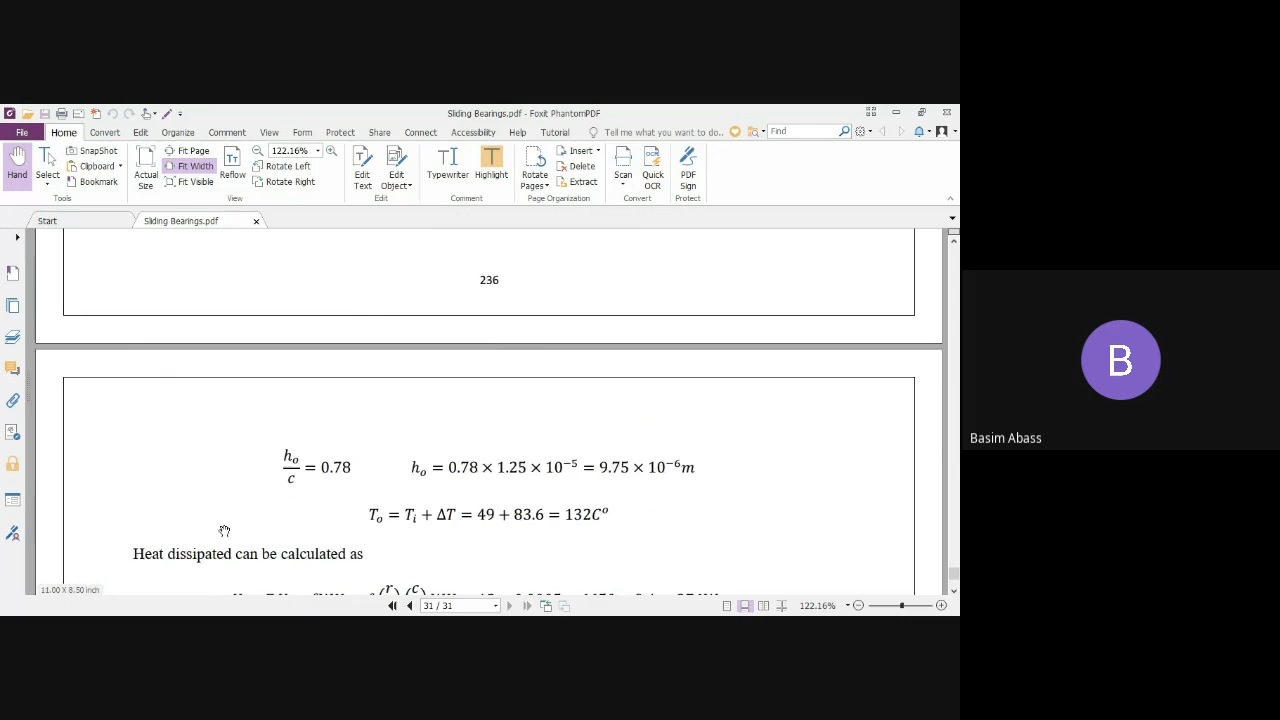 Sliding Bearings.pdf - Foxit PhantomPDF
File Home Convert Edit Organize Comment View Form Protect Share Connect Accessibility Help Tutorial Tell me what you want to do.. Find
Hand
Select
SnapShot
Clipboard
Bookmark
Tools
Actual Size
Fit Page
Fit Width
Fit Visible
Reflow
122.16%
Rotate Left
Rotate Right
View
Edit Text
Edit Object
Edit
Typewriter
Highlight
Comment
Rotate Pages
Insert
Delete
Extract
Page Organization
Scan
Quick OCR
Convert
PDF Sign
Protect
Start
Sliding Bearings.pdf
236
h_o/c = 0.78 h_o = 0.78 × 1.25 × 10⁻⁵ = 9.75 × 10⁻⁶m
T_o = T_i + ΔT = 49 + 83.6 = 132C^o
Heat dissipated can be calculated as
11.00 X 8.50 inch
31 / 31
122.16%
B
Basim Abass